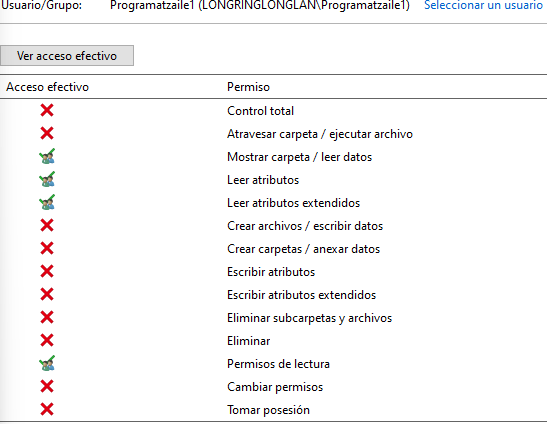 Usuario/Grupo: Programatzaile1 (LONGRINGLONGLAN\Programatzaile1) Seleccionar un usuario
Ver acceso efectivo
Acceso efectivo Permiso
Control total
Atravesar carpeta / ejecutar archivo
Mostrar carpeta / leer datos
Leer atributos
Leer atributos extendidos
Crear archivos / escribir datos
Crear carpetas / anexar datos
Escribir atributos
Escribir atributos extendidos
Eliminar subcarpetas y archivos
Eliminar
Permisos de lectura
Cambiar permisos
Tomar posesión